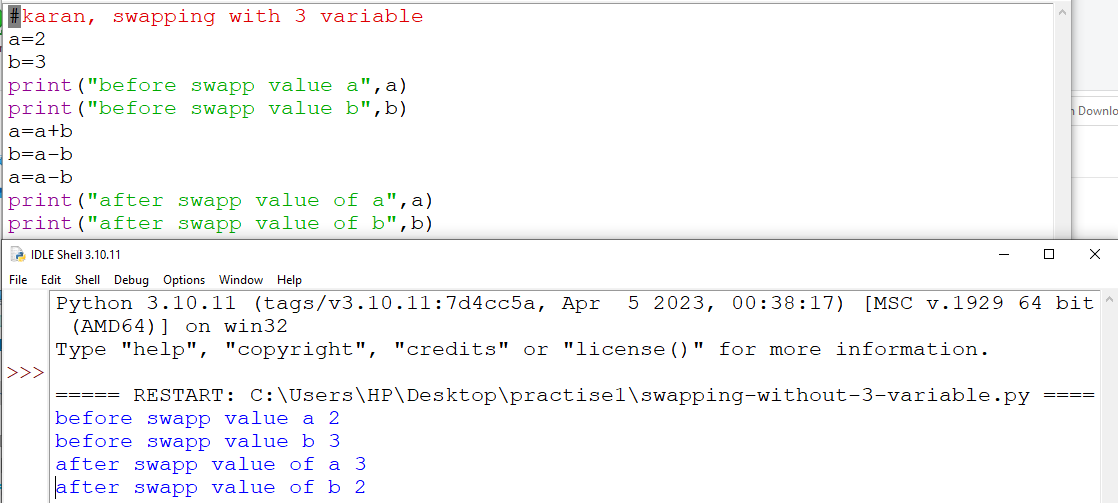 #karan, swapping with 3 variable
a=2
b=3
print("before swapp value a",a)
print("before swapp value b",b)
a=a+b
b=a-b
a=a-b
print("after swapp value of a",a)
print("after swapp value of b",b)
Downlo
IDLE Shell 3.10.11
File Edit Shell Debug Options Window Help
Python 3.10.11 (tags/v3.10.11:7d4cc5a, Apr  5 2023, 00:38:17) [MSC v.1929 64 bit
(AMD64)] on win32
Type "help", "copyright", "credits" or "license()" for more information.
>>>
===== RESTART: C:\Users\HP\Desktop\practise1\swapping-without-3-variable.py ====
before swapp value a 2
before swapp value b 3
after swapp value of a 3
after swapp value of b 2